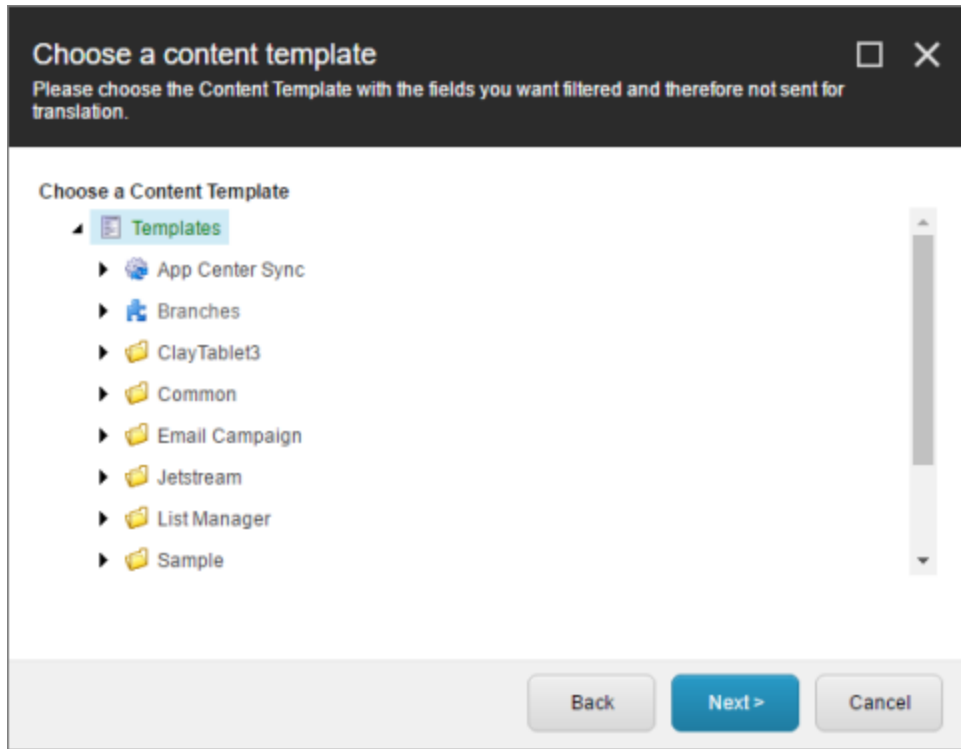 Choose a content template
Please choose the Content Template with the fields you want filtered and therefore not sent for
translation.
Choose a Content Template
Templates
App Center Sync
Branches
ClayTablet3
Common
Email Campaign
Jetstream
List Manager
Sample
Back
Next >
Cancel